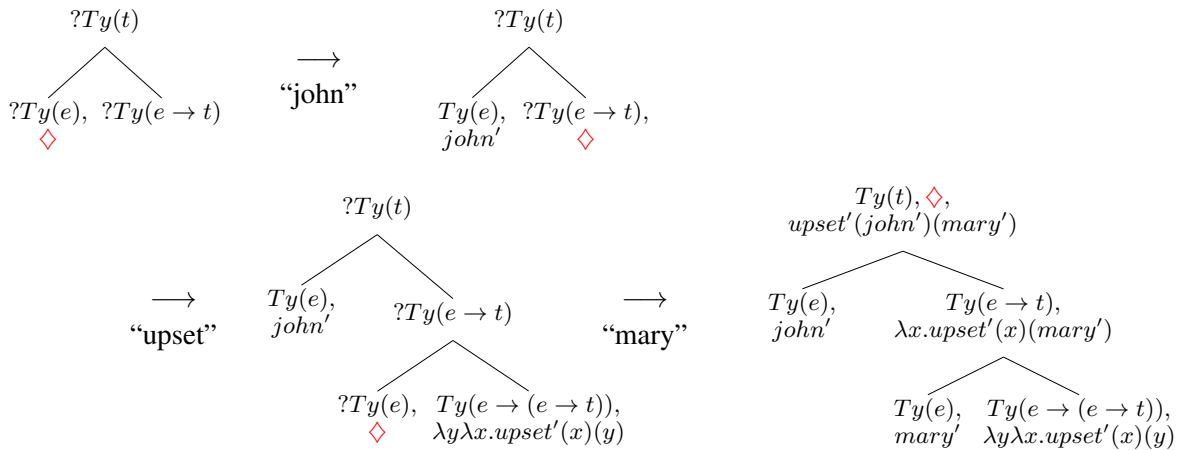 ?Ty(t)
?Ty(e), ?Ty(e → t)
♢
⟶
“john”
?Ty(t)
Ty(e), ?Ty(e → t),
john′ ♢
⟶
“upset”
?Ty(t)
Ty(e),
john′
?Ty(e → t)
?Ty(e), Ty(e → (e → t)),
♢ λyλx.upset′(x)(y)
⟶
“mary”
Ty(t), ♢,
upset′(john′)(mary′)
Ty(e), Ty(e → t),
john′ λx.upset′(x)(mary′)
Ty(e), Ty(e → (e → t)),
mary′ λyλx.upset′(x)(y)